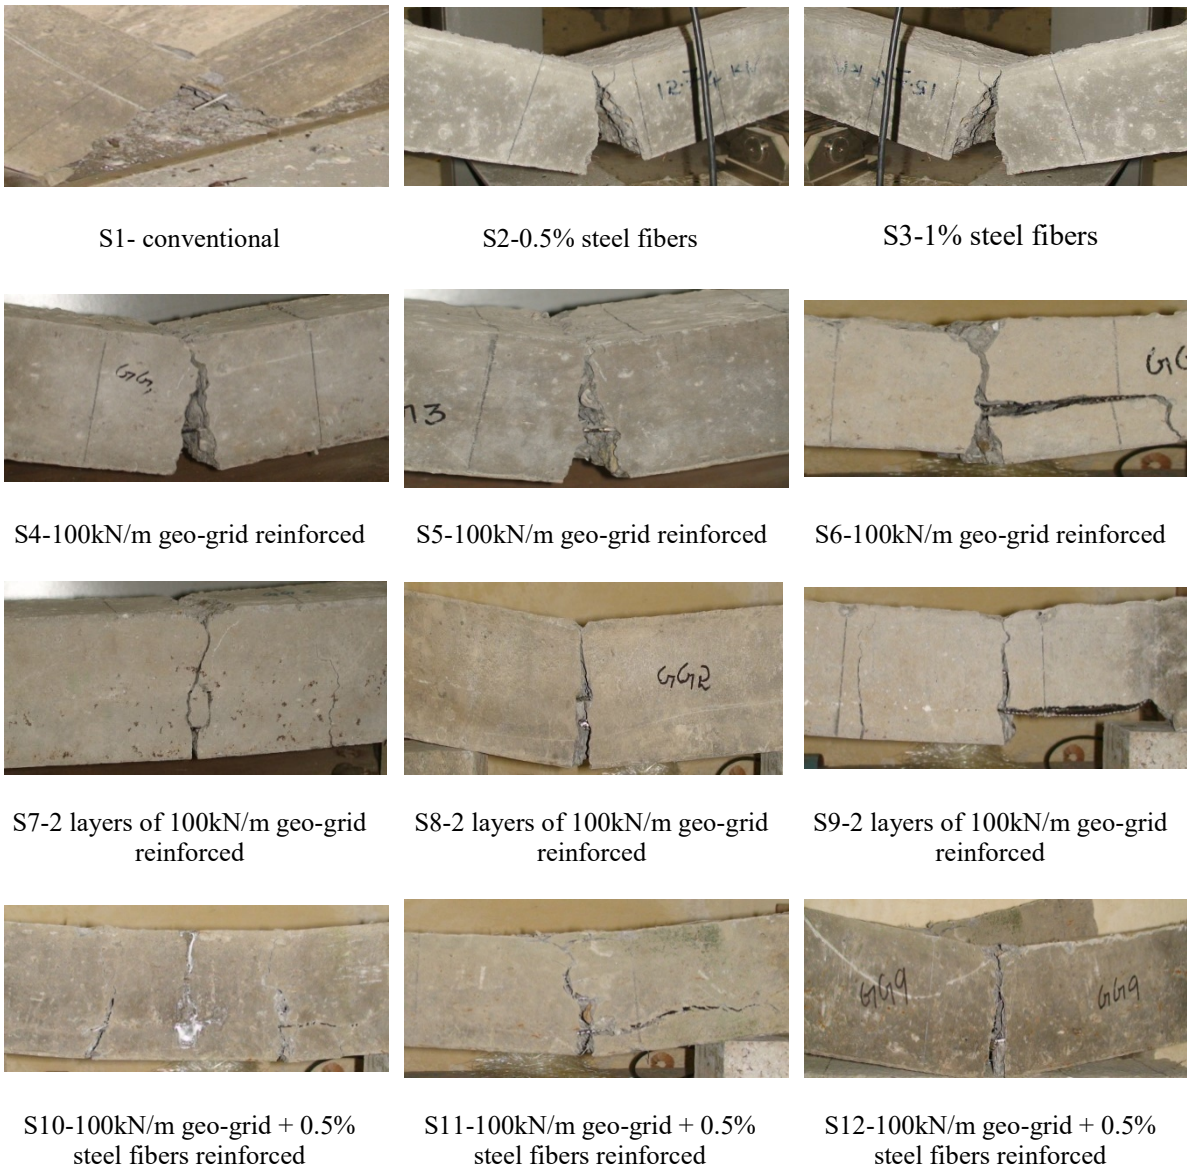 S1- conventional
S2-0.5% steel fibers
S3-1% steel fibers
GG3
13
GG
S4-100kN/m geo-grid reinforced
S5-100kN/m geo-grid reinforced
S6-100kN/m geo-grid reinforced
GG2
S7-2 layers of 100kN/m geo-grid
reinforced
S8-2 layers of 100kN/m geo-grid
reinforced
S9-2 layers of 100kN/m geo-grid
reinforced
GG9
GG9
S10-100kN/m geo-grid + 0.5%
steel fibers reinforced
S11-100kN/m geo-grid + 0.5%
steel fibers reinforced
S12-100kN/m geo-grid + 0.5%
steel fibers reinforced